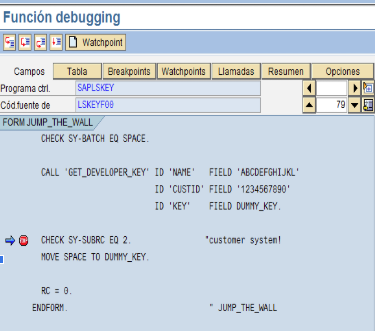 Función debugging
Watchpoint
Campos Tabla Breakpoints Watchpoints Llamadas Resumen Opciones
Programa ctrl. SAPLSKEY
Cód.fuente de LSKEYF00 79
FORM JUMP_THE_WALL
CHECK SY-BATCH EQ SPACE.
CALL 'GET_DEVELOPER_KEY' ID 'NAME' FIELD 'ABCDEFGHIJKL'
ID 'CUSTID' FIELD '1234567890'
ID 'KEY' FIELD DUMMY_KEY.
CHECK SY-SUBRC EQ 2. "customer system!
MOVE SPACE TO DUMMY_KEY.
RC = 0.
ENDFORM. " JUMP_THE_WALL